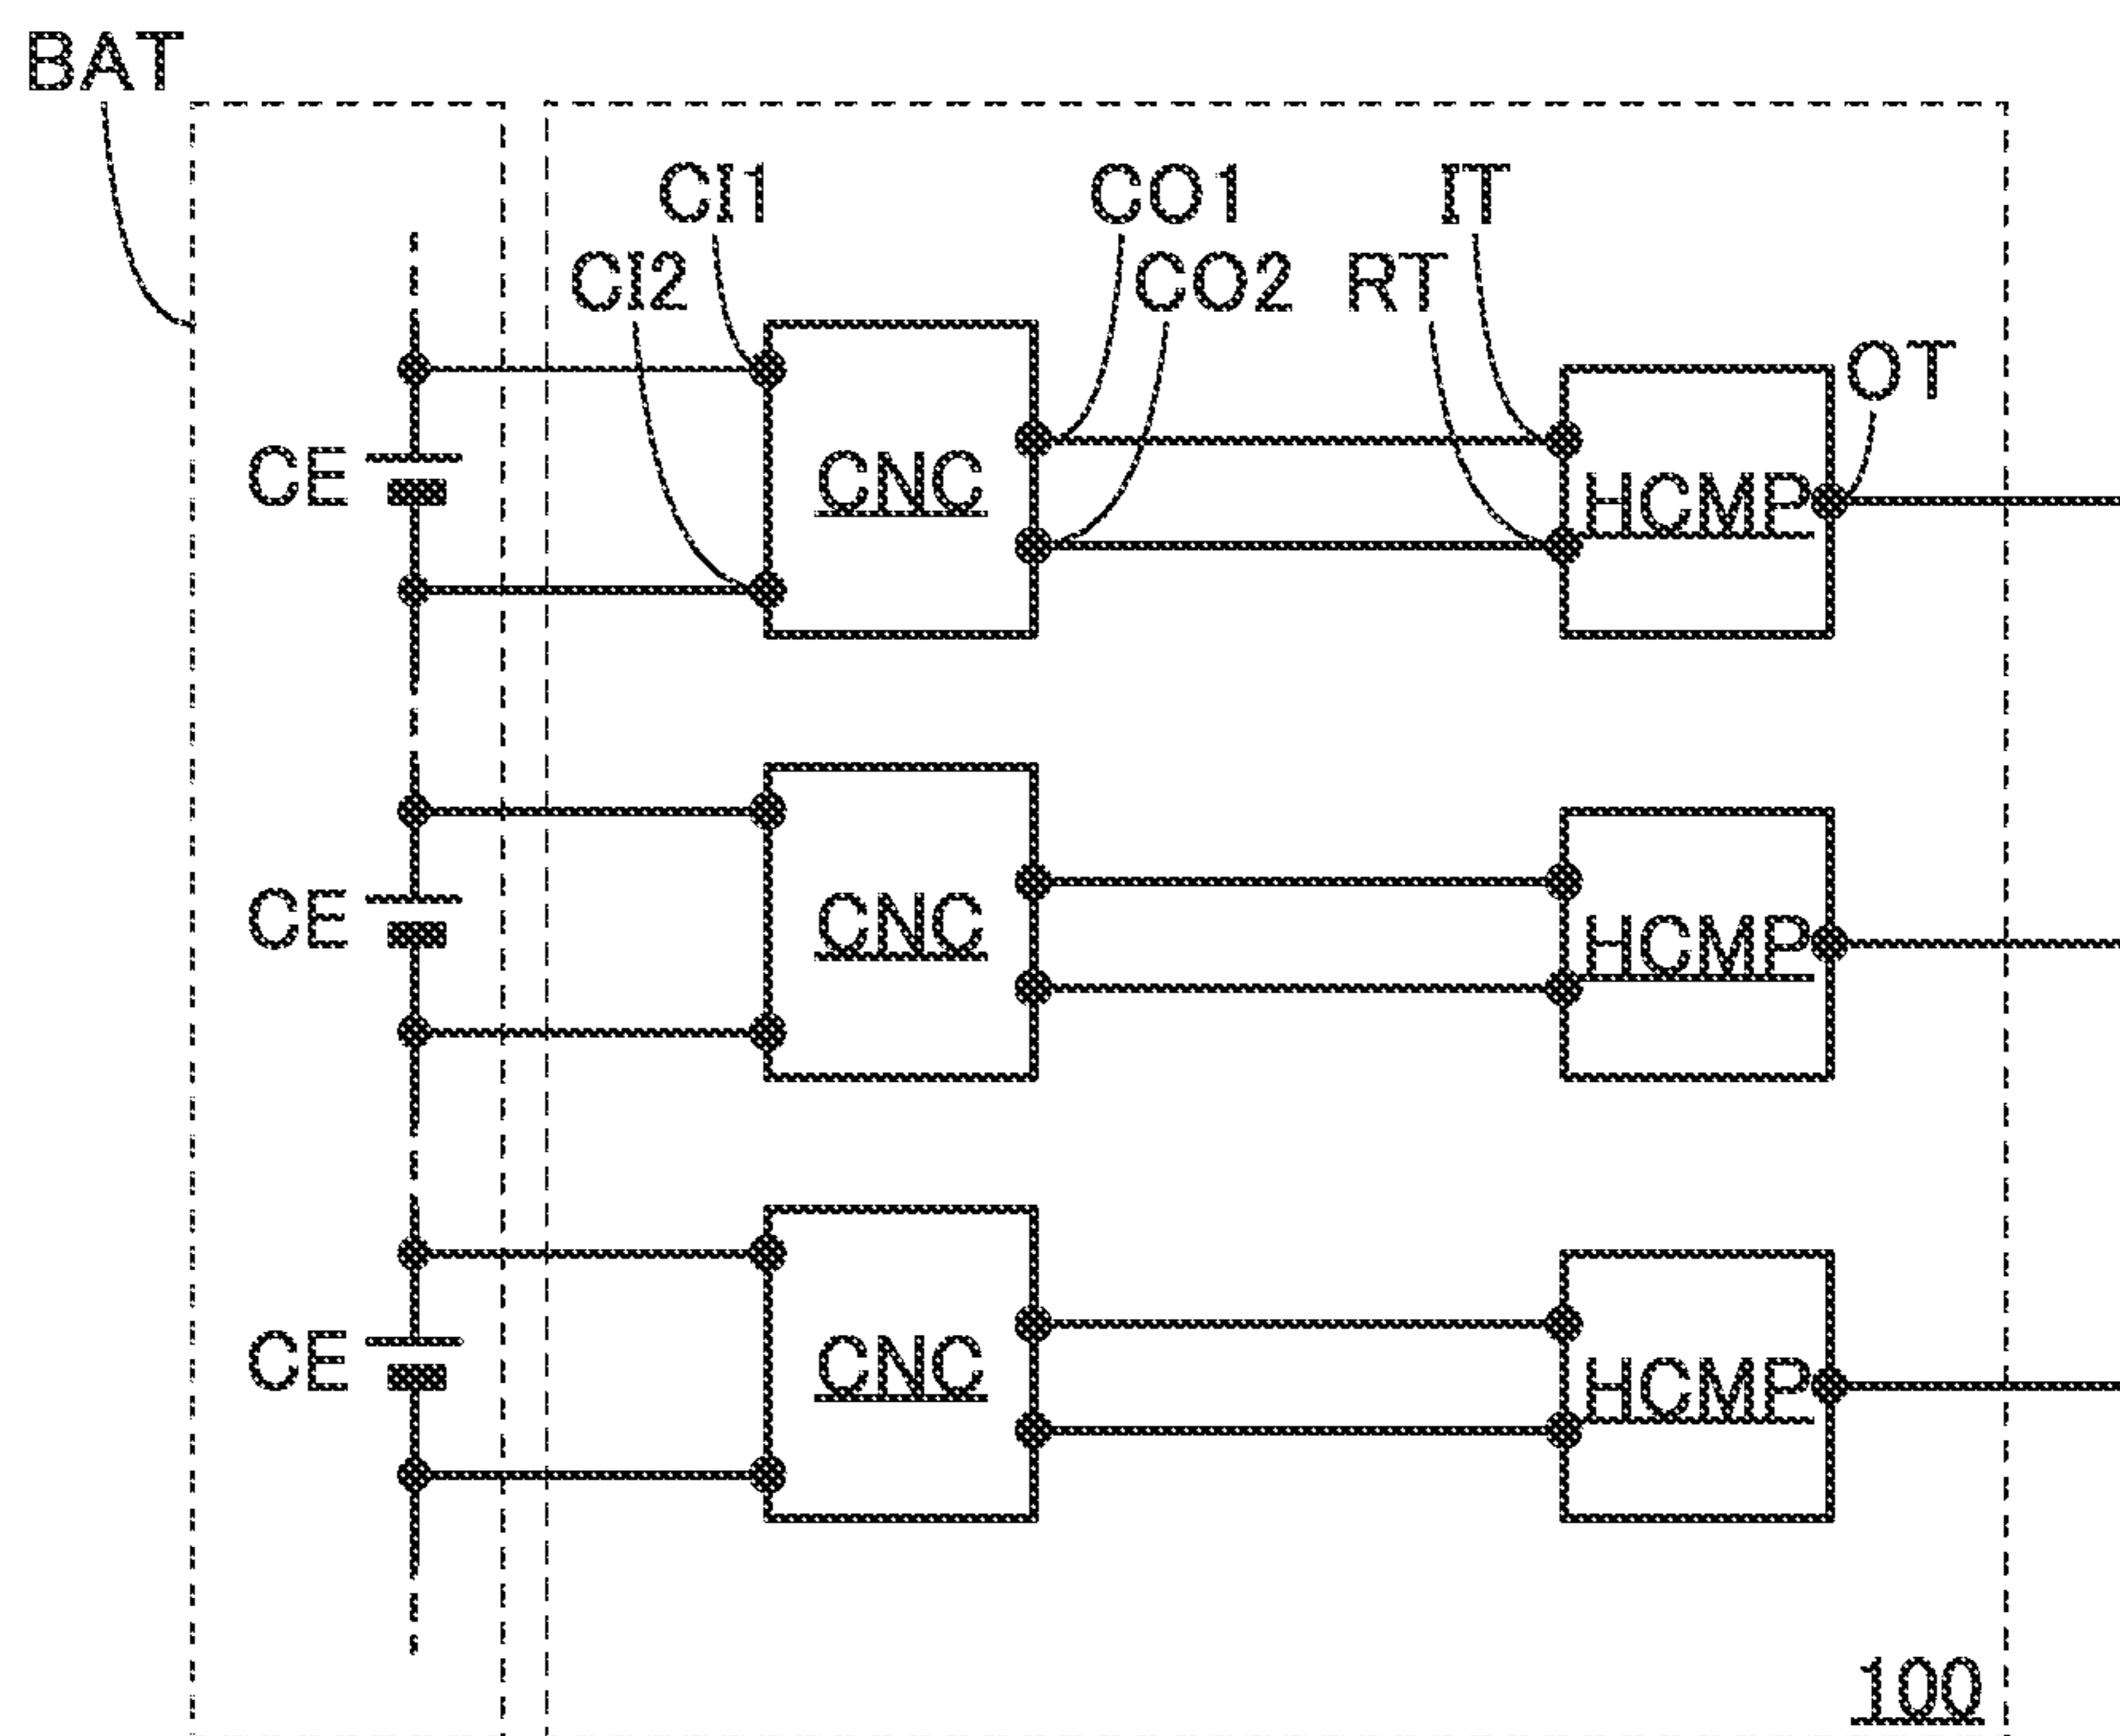 BAT
CI1 CO1 IT
CI2 CO2 RT
OT
CE CNC HCMP
CE CNC HCMP
CE CNC HCMP
100